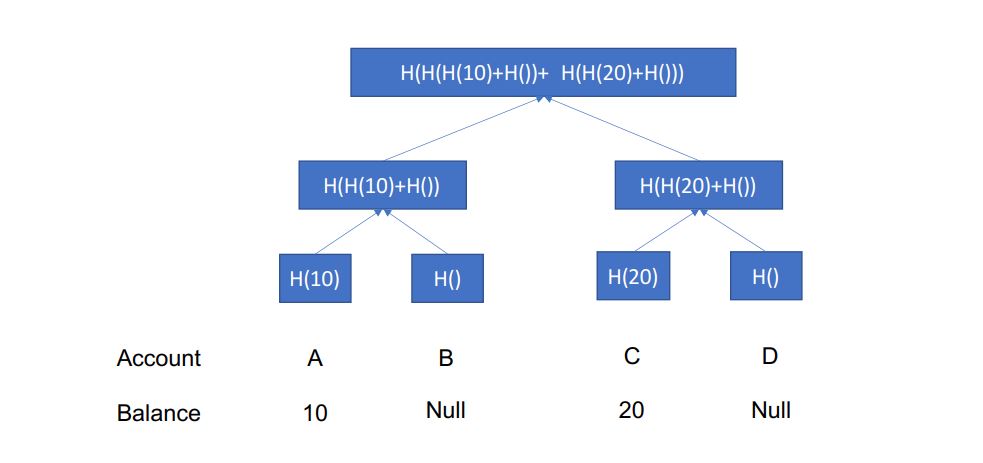 H(H(H(10)+H())+ H(H(20)+H()))
H(H(10)+H()) H(H(20)+H())
H(10) H() H(20) H()
Account A B C D
Balance 10 Null 20 Null